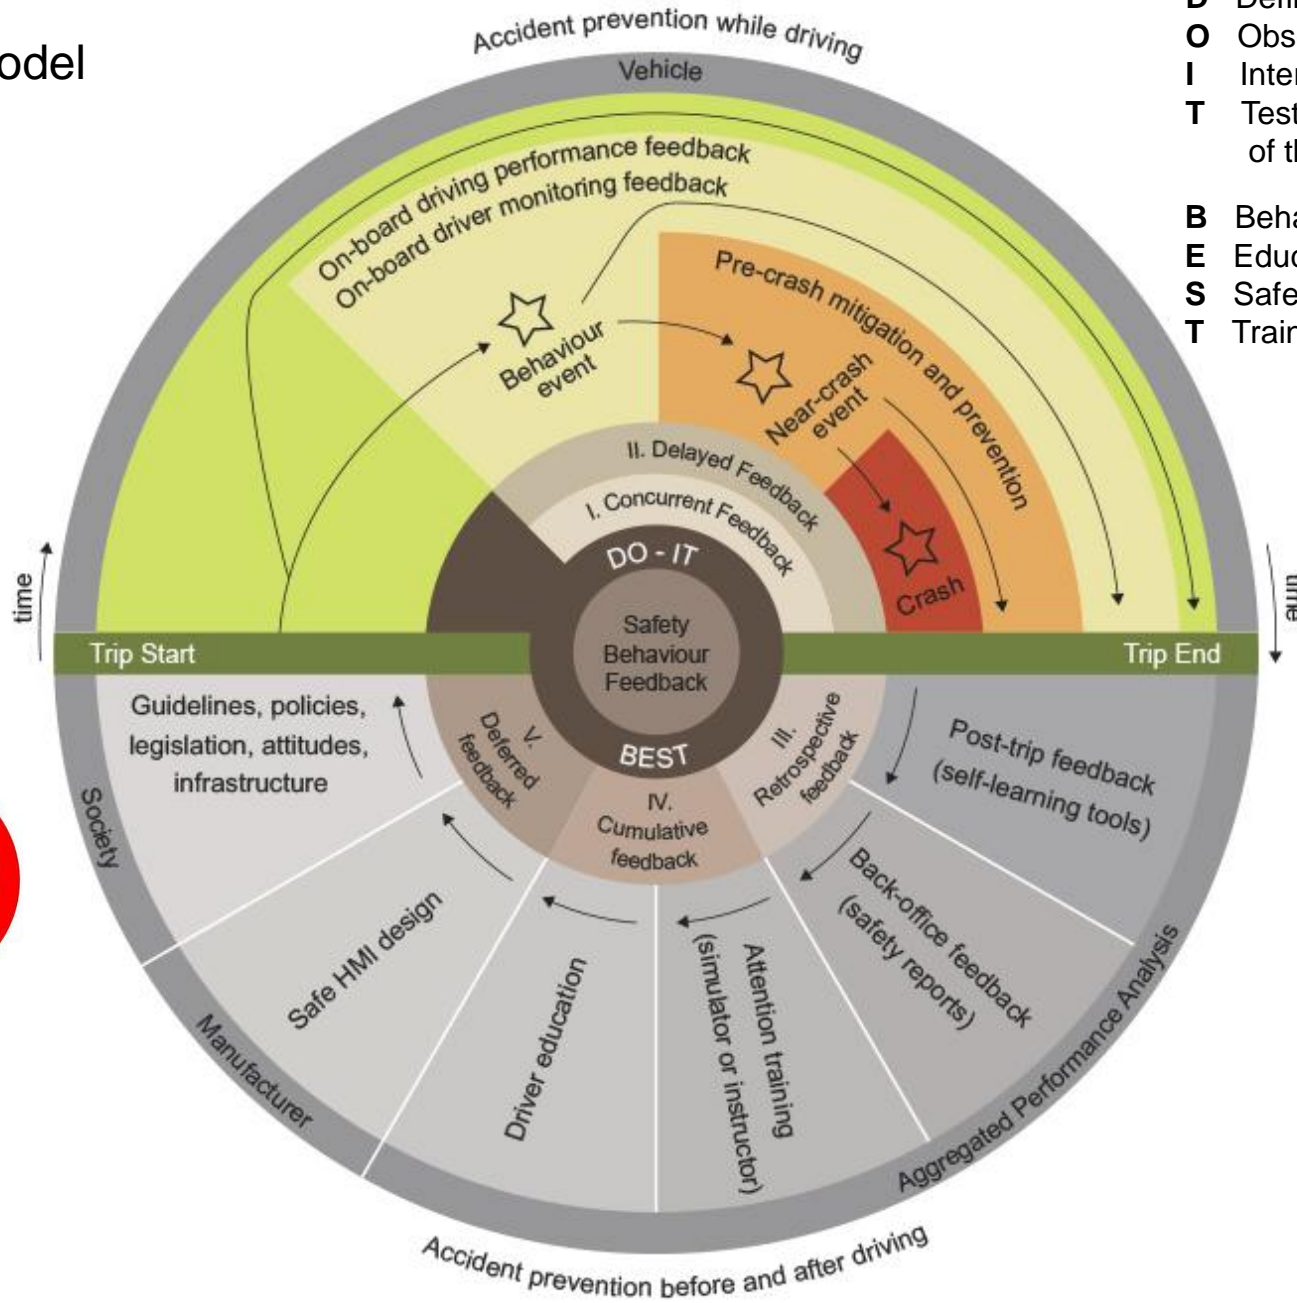 odel
Accident prevention while driving
Vehicle
On-board driving performance feedback
On-board driver monitoring feedback
Behaviour
event
Pre-crash mitigation and prevention
Near-crash
event
Crash
II. Delayed Feedback
I. Concurrent Feedback
DO - IT
Safety
Behaviour
Feedback
BEST
time
time
Trip Start
Trip End
Guidelines, policies,
legislation, attitudes,
infrastructure
V.
Deferred
feedback
IV.
Cumulative
feedback
III.
Retrospective
feedback
Post-trip feedback
(self-learning tools)
Back-office feedback
(safety reports)
Attention training
(simulator or instructor)
Driver education
Safe HMI design
Society
Manufacturer
Aggregated Performance Analysis
Accident prevention before and after driving
D Defi
O Obs
I Inter
T Test
of th
B Beha
E Educ
S Safe
T Train